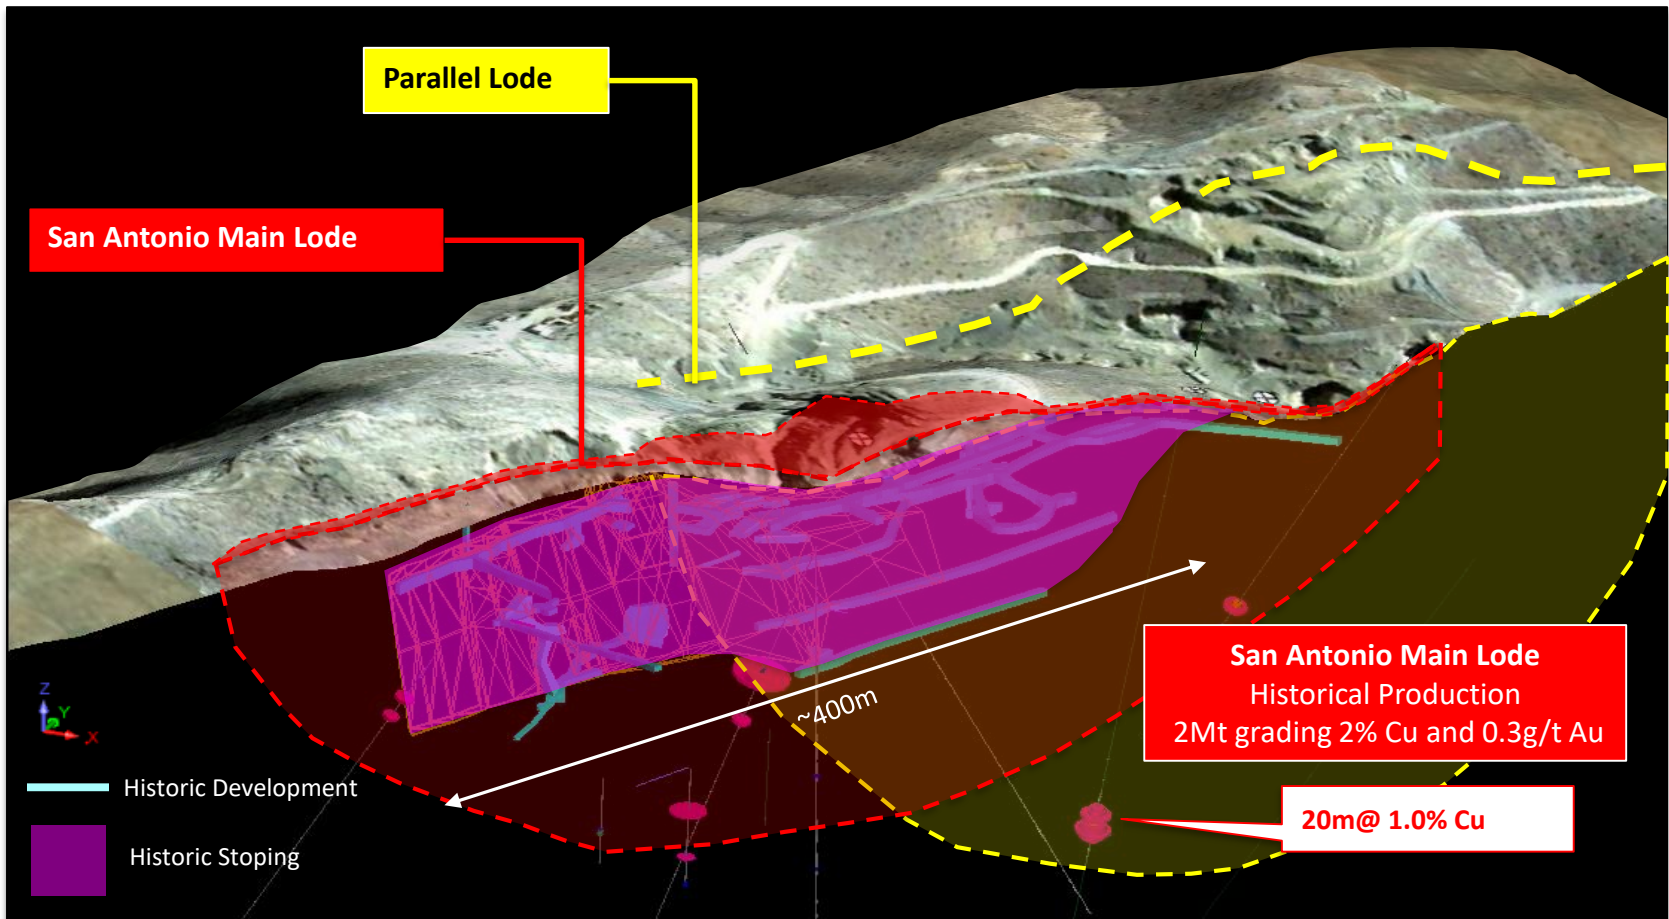 Parallel Lode
San Antonio Main Lode
~400m
San Antonio Main Lode
Historical Production
2Mt grading 2% Cu and 0.3g/t Au
20m@ 1.0% Cu
Z
Y
X
Historic Development
Historic Stoping